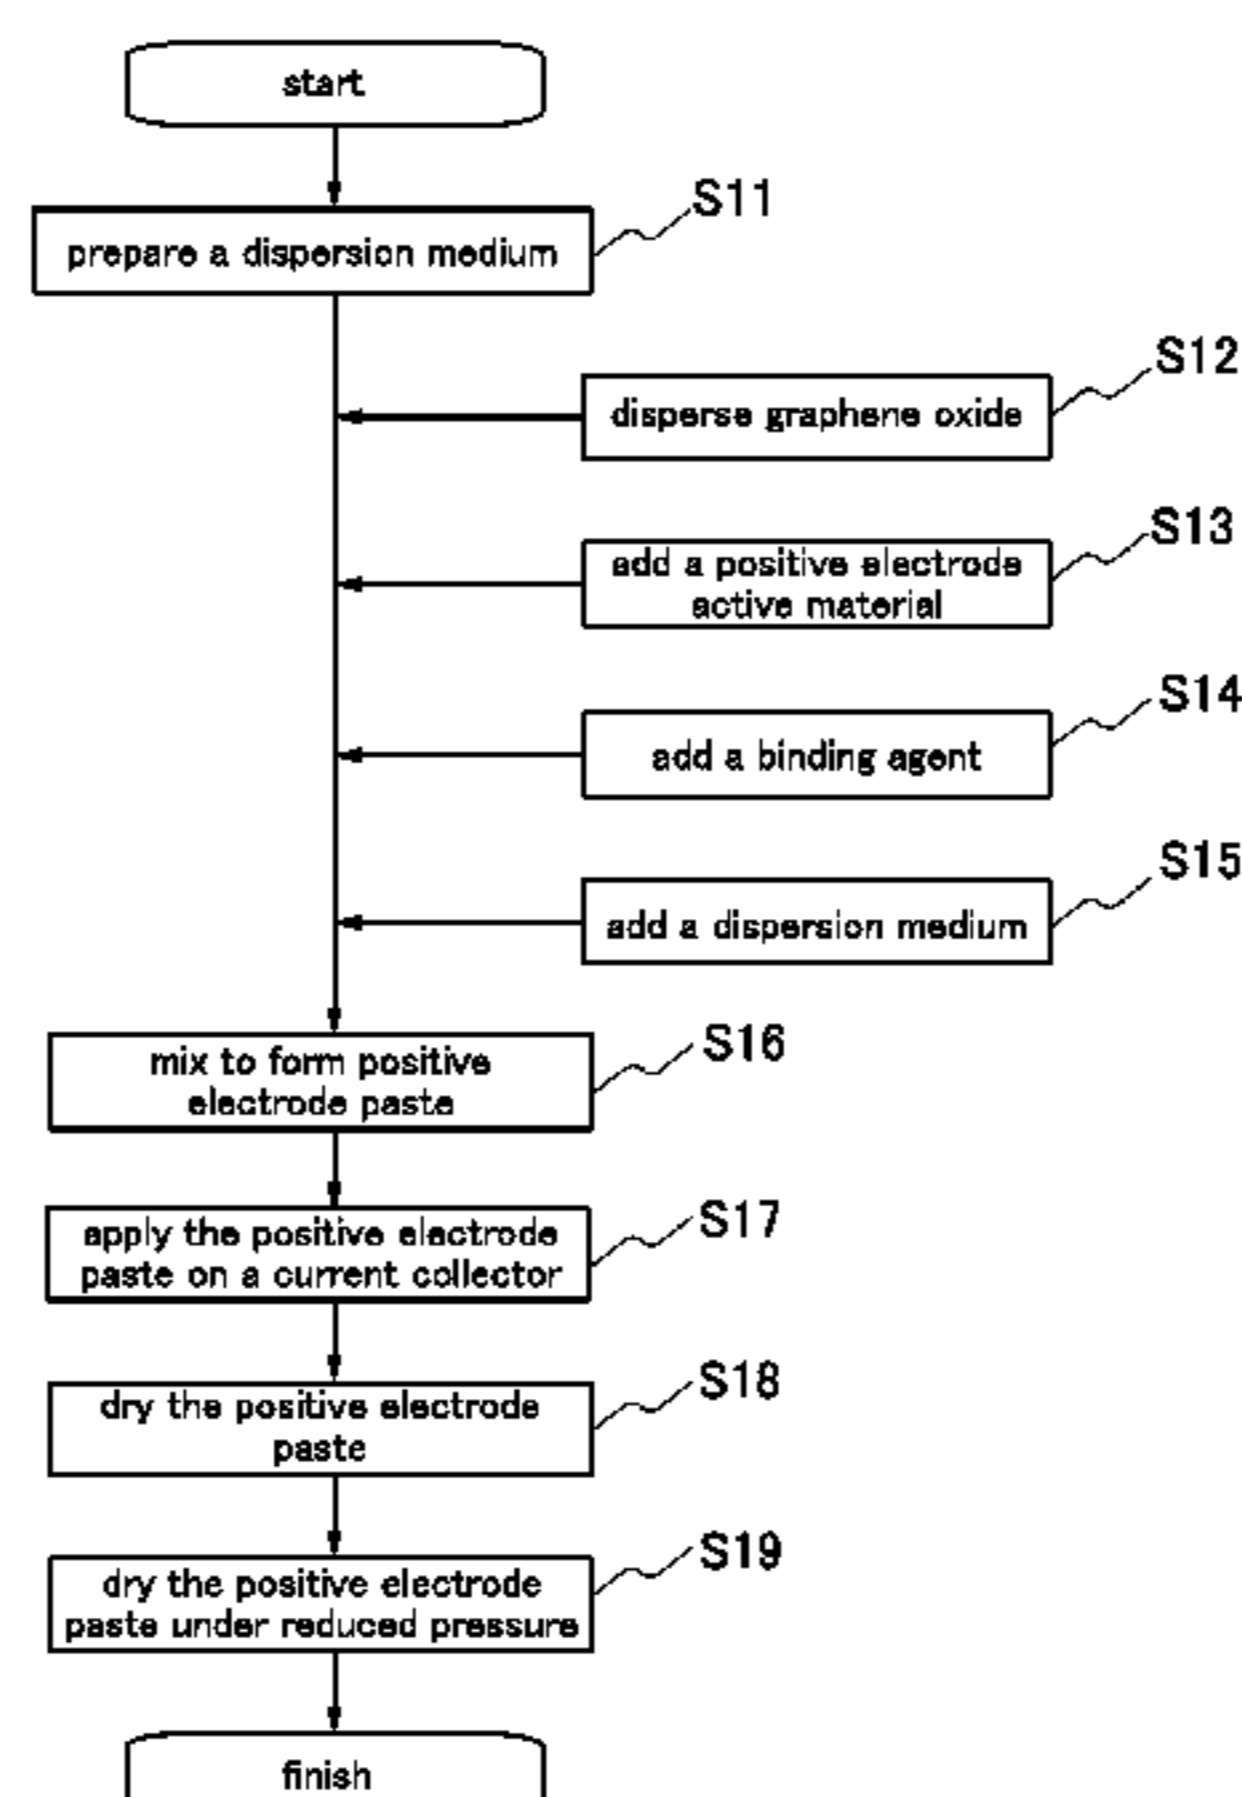 start
S11
prepare a dispersion medium
S12
disperse graphene oxide
S13
add a positive electrode
active material
S14
add a binding agent
S15
add a dispersion medium
S16
mix to form positive
electrode paste
S17
apply the positive electrode
paste on a current collector
S18
dry the positive electrode
paste
S19
dry the positive electrode
paste under reduced pressure
finish